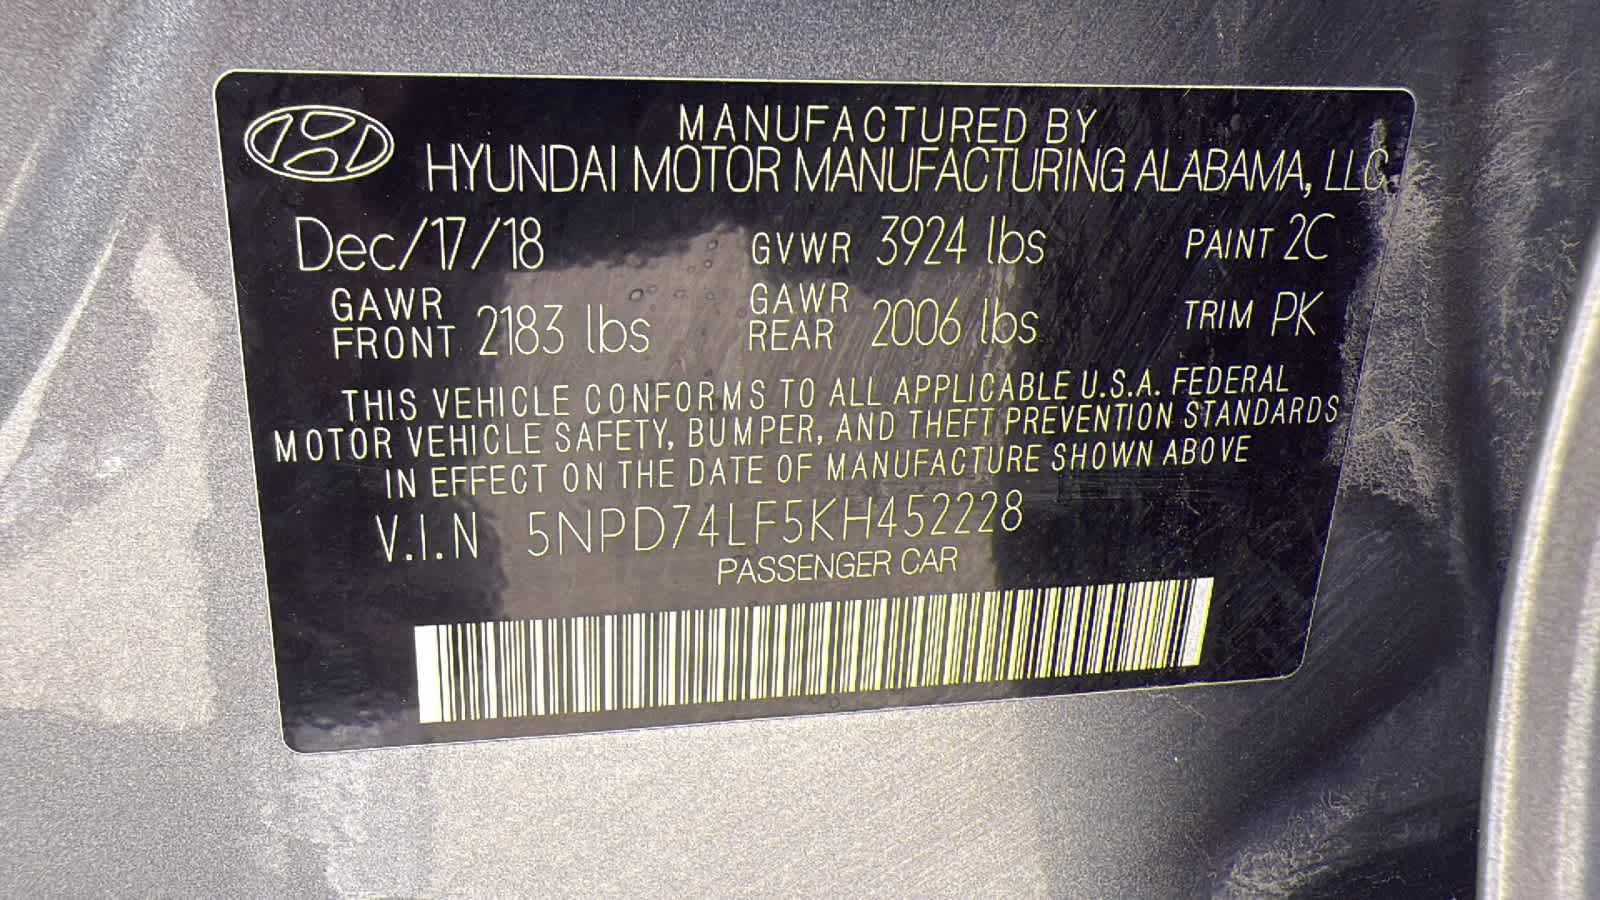 MANUFACTURED BY
HYUNDAI MOTOR MANUFACTURING ALABAMA, LLC
Dec/17/18 GVWR 3924 lbs PAINT 2C
GAWR FRONT 2183 lbs GAWR REAR 2006 lbs TRIM PK
THIS VEHICLE CONFORMS TO ALL APPLICABLE U.S.A. FEDERAL
MOTOR VEHICLE SAFETY, BUMPER, AND THEFT PREVENTION STANDARDS
IN EFFECT ON THE DATE OF MANUFACTURE SHOWN ABOVE
V.I.N 5NPD74LF5KH452228
PASSENGER CAR